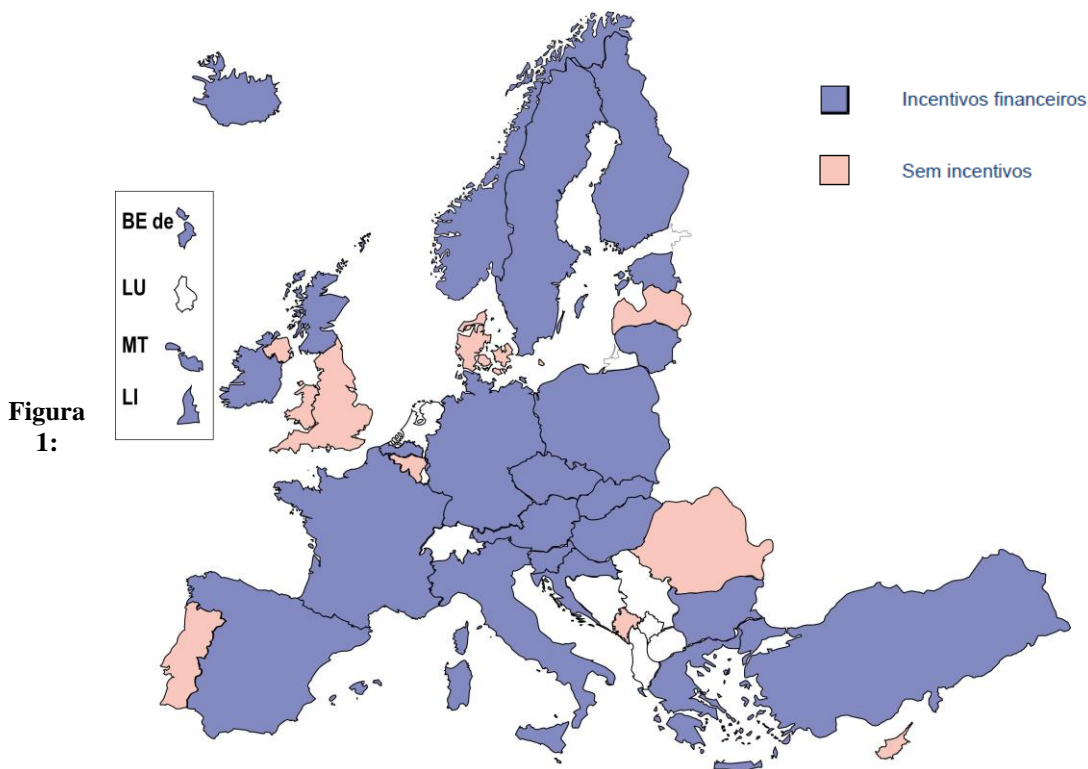 Incentivos financeiros
Sem incentivos
BE de
LU
MT
LI
Figura
1: